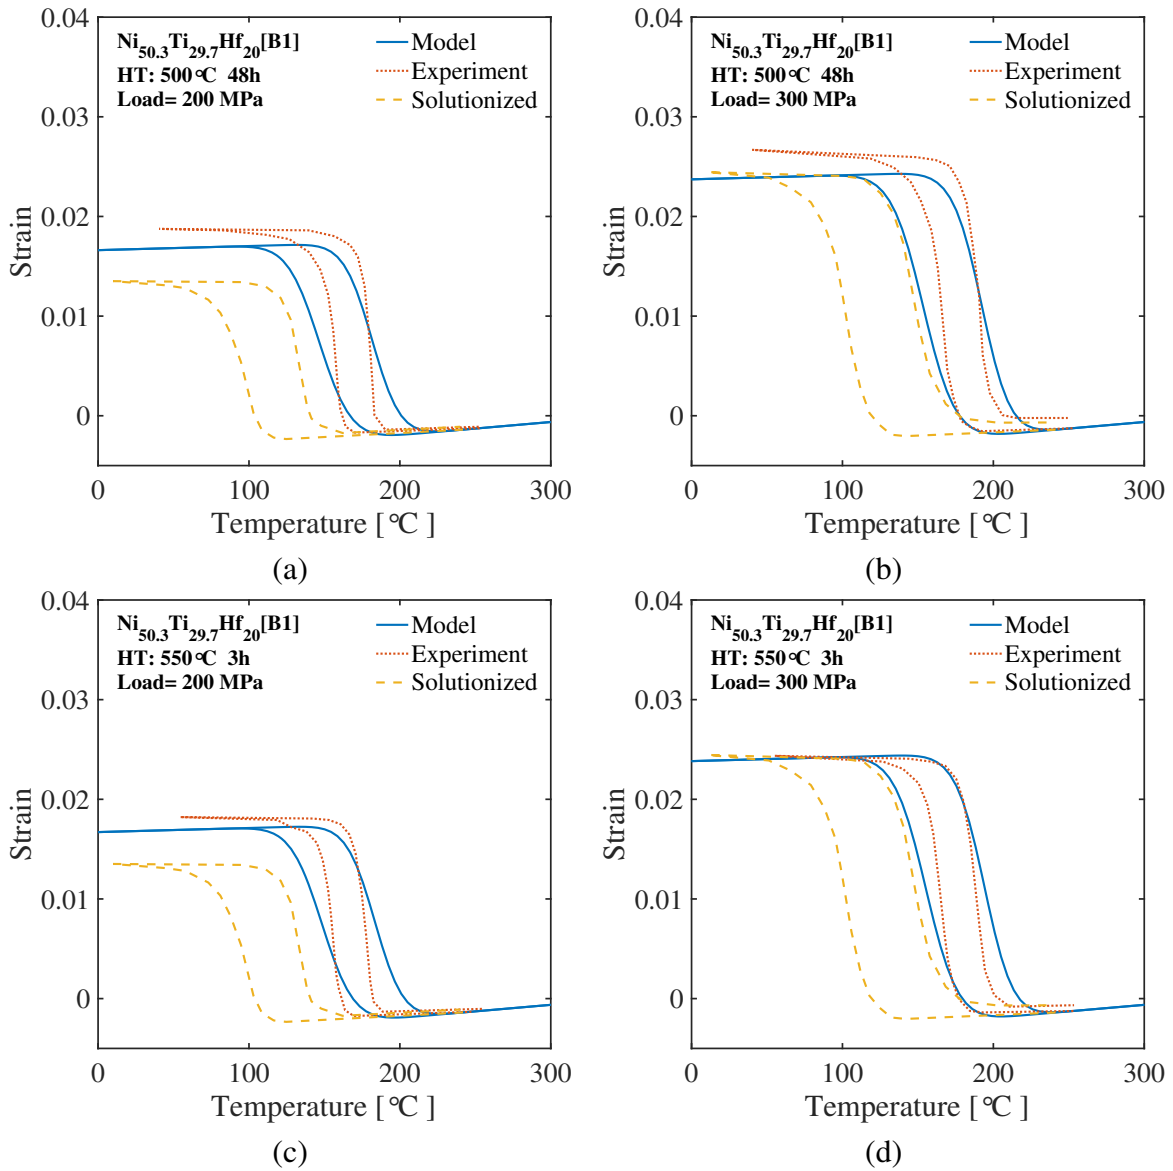 0.04
0.03
0.02
0.01
0
Strain
Ni50.3Ti29.7Hf20[B1]
HT: 500°C 48h
Load= 200 MPa
Model
Experiment
Solutionized
0 100 200 300
Temperature [ °C ]
(a)
0.04
0.03
0.02
0.01
0
Strain
Ni50.3Ti29.7Hf20[B1]
HT: 500°C 48h
Load= 300 MPa
Model
Experiment
Solutionized
0 100 200 300
Temperature [ °C ]
(b)
0.04
0.03
0.02
0.01
0
Strain
Ni50.3Ti29.7Hf20[B1]
HT: 550°C 3h
Load= 200 MPa
Model
Experiment
Solutionized
0 100 200 300
Temperature [ °C ]
(c)
0.04
0.03
0.02
0.01
0
Strain
Ni50.3Ti29.7Hf20[B1]
HT: 550°C 3h
Load= 300 MPa
Model
Experiment
Solutionized
0 100 200 300
Temperature [ °C ]
(d)